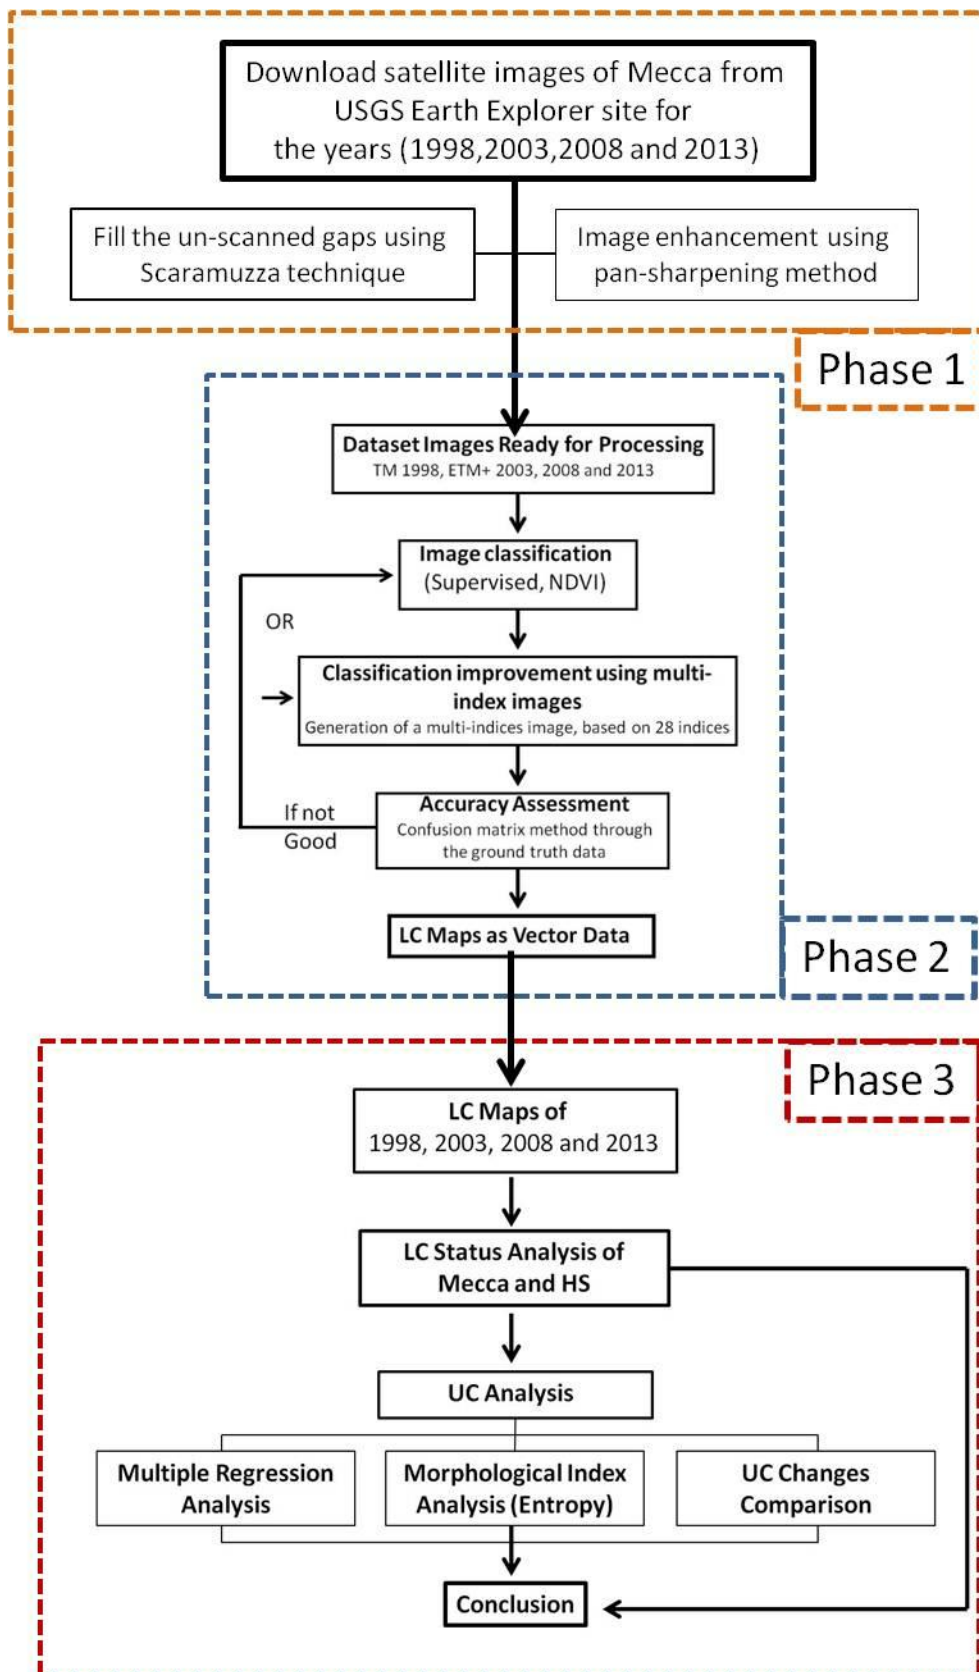 Download satellite images of Mecca from
USGS Earth Explorer site for
the years (1998,2003,2008 and 2013)
Fill the un-scanned gaps using
Scaramuzza technique
Image enhancement using
pan-sharpening method
Phase 1
Dataset Images Ready for Processing
TM 1998, ETM+ 2003, 2008 and 2013
Image classification
(Supervised, NDVI)
OR
Classification improvement using multi-
index images
Generation of a multi-indices image, based on 28 indices
Accuracy Assessment
Confusion matrix method through
the ground truth data
If not
Good
LC Maps as Vector Data
Phase 2
Phase 3
LC Maps of
1998, 2003, 2008 and 2013
LC Status Analysis of
Mecca and HS
UC Analysis
Multiple Regression
Analysis
Morphological Index
Analysis (Entropy)
UC Changes
Comparison
Conclusion